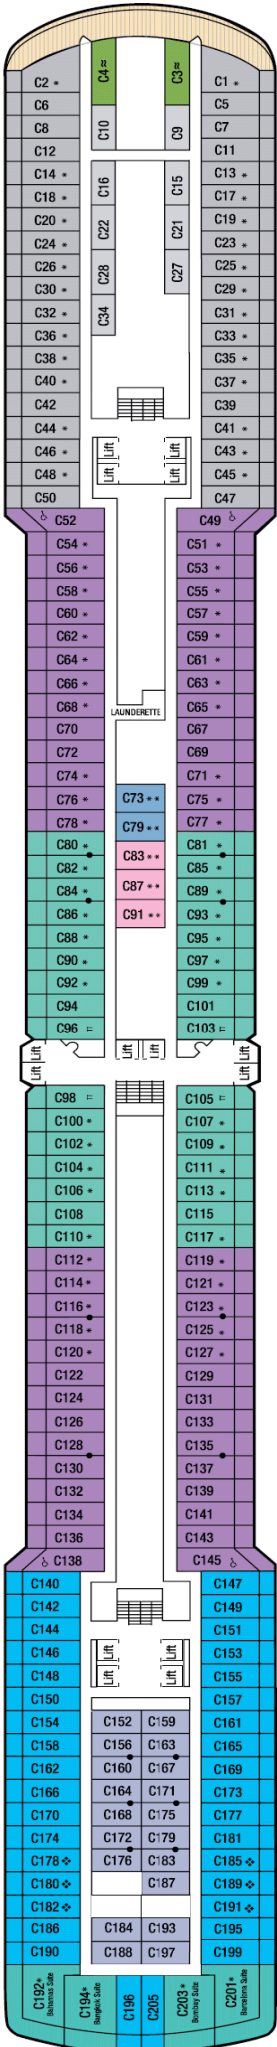 C4 ≈ C3 ≈
C2 * C1 *
C6 C10 C9 C5
C8 C7
C12 C11
C14 * C16 C15 C13 *
C18 * C17 *
C20 * C22 C21 C19 *
C24 * C23 *
C26 * C28 C27 C25 *
C30 * C29 *
C32 * C34 C31 *
C36 * C33 *
C38 * C35 *
C40 * C37 *
C42 C39
C44 * C41 *
C46 * Lift Lift C43 *
C48 * Lift Lift C45 *
C50 C47
C52 C49
C54 * C51 *
C56 * C53 *
C58 * C55 *
C60 * C57 *
C62 * C59 *
C64 * C61 *
C66 * C63 *
C68 * LAUNDERETTE C65 *
C70 C67
C72 C69
C74 * C71 *
C76 * C73 * * C75 *
C78 * C79 * * C77 *
C80 * C81 *
C82 * C83 * * C85 *
C84 * C87 * * C89 *
C86 * C91 * * C93 *
C88 * C95 *
C90 * C97 *
C92 * C99 *
C94 C101
C96 C103
Lift Lift Lift Lift
Lift Lift
C98 C105
C100 * C107 *
C102 * C109 *
C104 * C111 *
C106 * C113 *
C108 C115
C110 * C117 *
C112 * C119 *
C114 * C121 *
C116 * C123 *
C118 * C125 *
C120 * C127 *
C122 C129
C124 C131
C126 C133
C128 C135
C130 C137
C132 C139
C134 C141
C136 C143
C138 C145
C140 C147
C142 C149
C144 C151
C146 Lift Lift C153
C148 Lift Lift C155
C150 C157
C154 C152 C159 C161
C158 C156 C163 C165
C162 C160 C167 C169
C166 C164 C171 C173
C170 C168 C175 C177
C174 C172 C179 C181
C178 ❖ C176 C183 C185 ❖
C180 ❖ C187 C189 ❖
C182 ❖ C191 ❖
C186 C184 C193 C195
C190 C188 C197 C199
C192*
Bahamas Suite
C194*
Bangkok Suite
C196 C205
C203*
Bombay Suite
C201*
Barcelona Suite